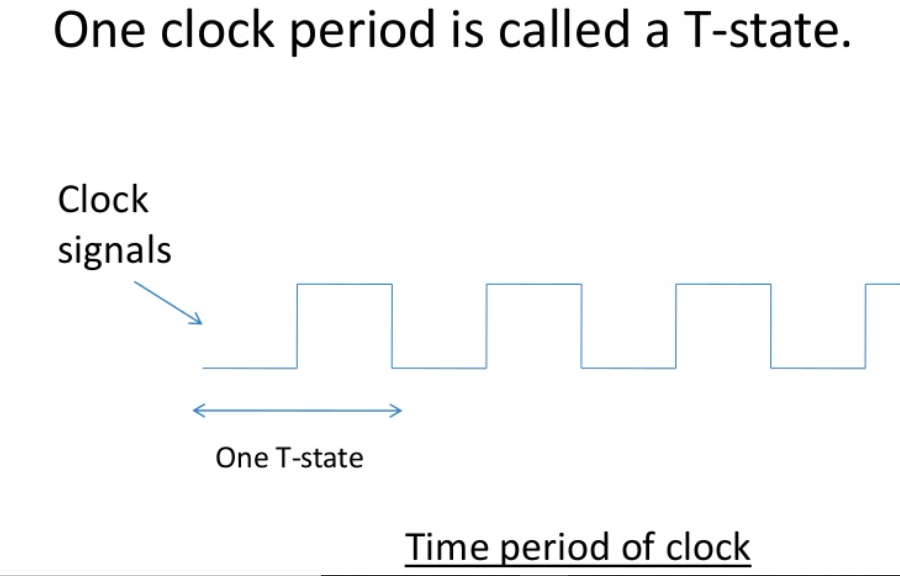 One clock period is called a T-state.
Clock
signals
One T-state
Time period of clock